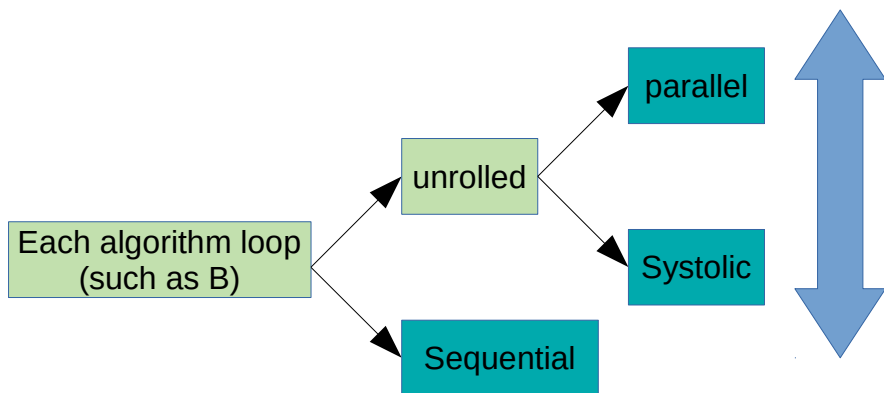 parallel
unrolled
Each algorithm loop
(such as B)
Systolic
Sequential